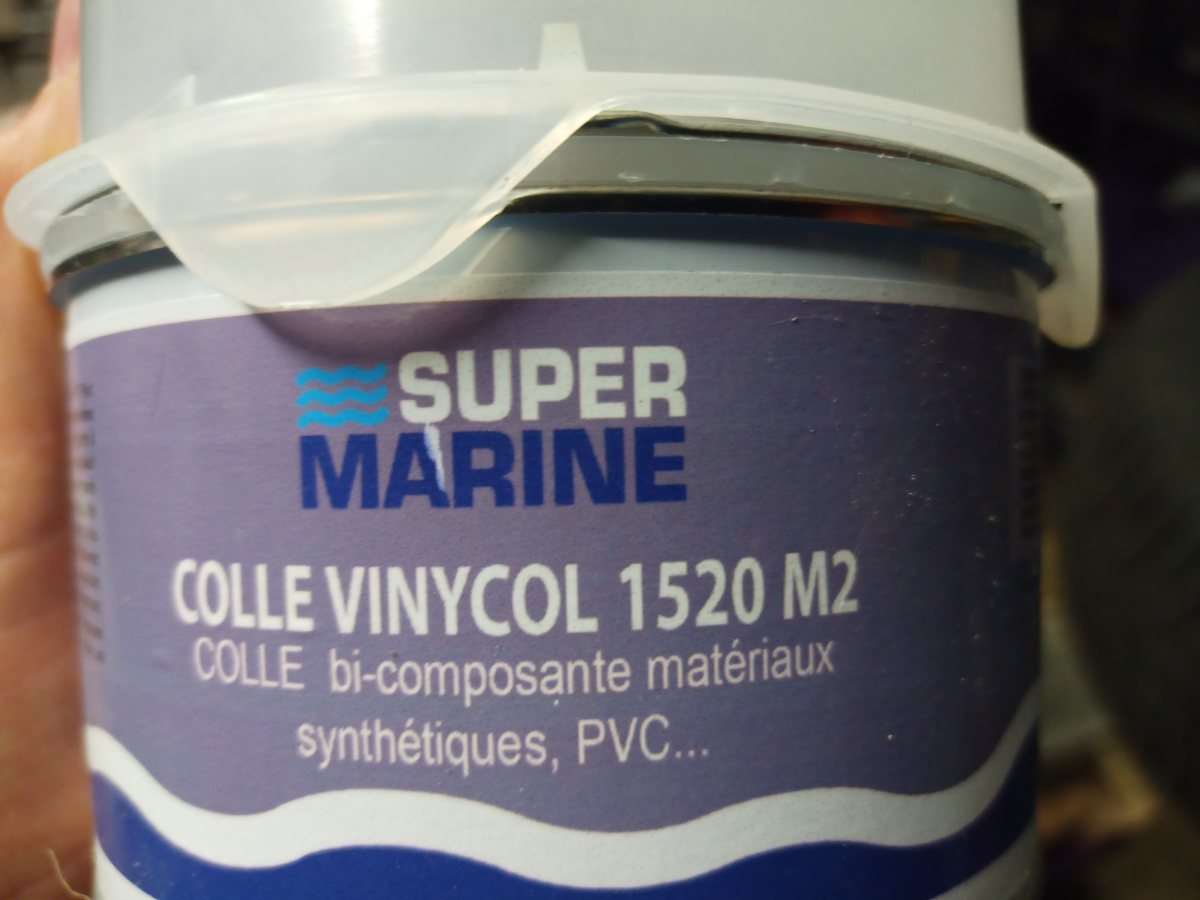 SUPER
MARINE
COLLE VINYCOL 1520 M2
COLLE bi-composante matériaux
synthétiques, PVC...